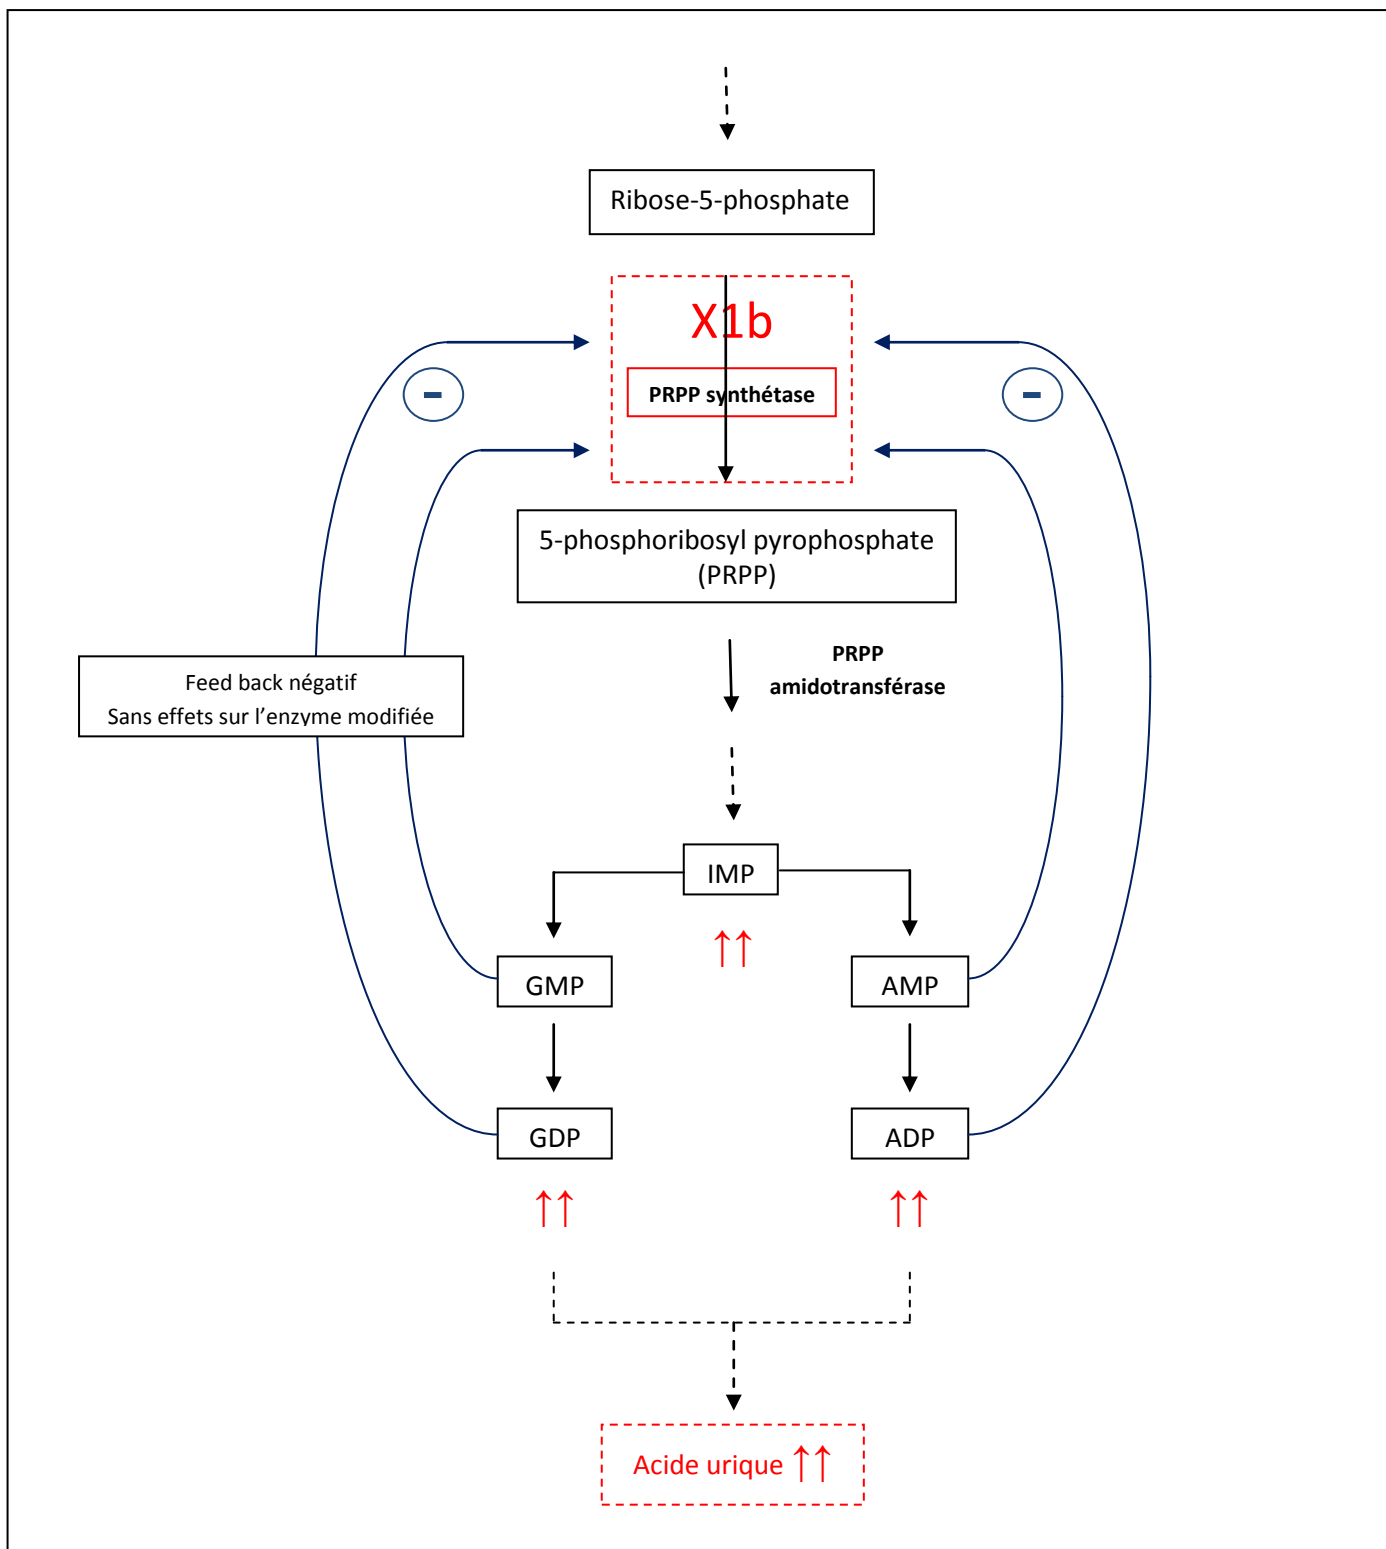 Ribose-5-phosphate
X1b
-
-
PRPP synthétase
5-phosphoribosyl pyrophosphate
(PRPP)
PRPP
amidotransférase
Feed back négatif
Sans effets sur l’enzyme modifiée
IMP
↑↑
GMP
AMP
GDP
ADP
↑↑
↑↑
Acide urique ↑↑